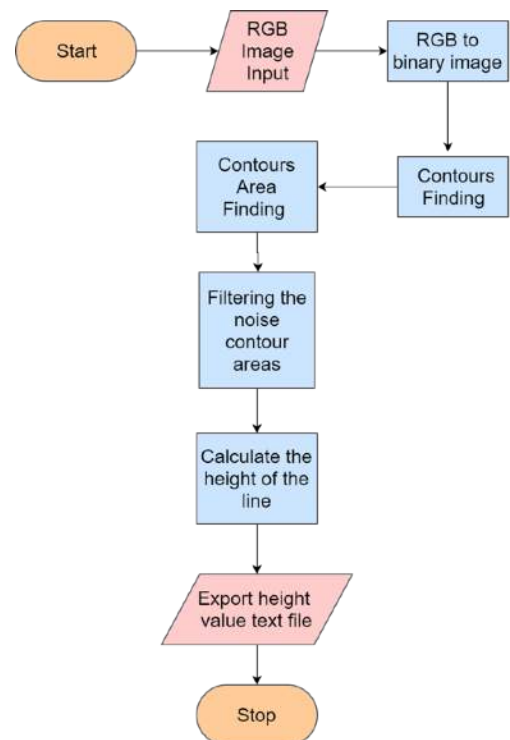 Start
RGB
Image
Input
RGB to
binary image
Contours
Finding
Contours
Area
Finding
Filtering the
noise
contour
areas
Calculate the
height of the
line
Export height
value text file
Stop